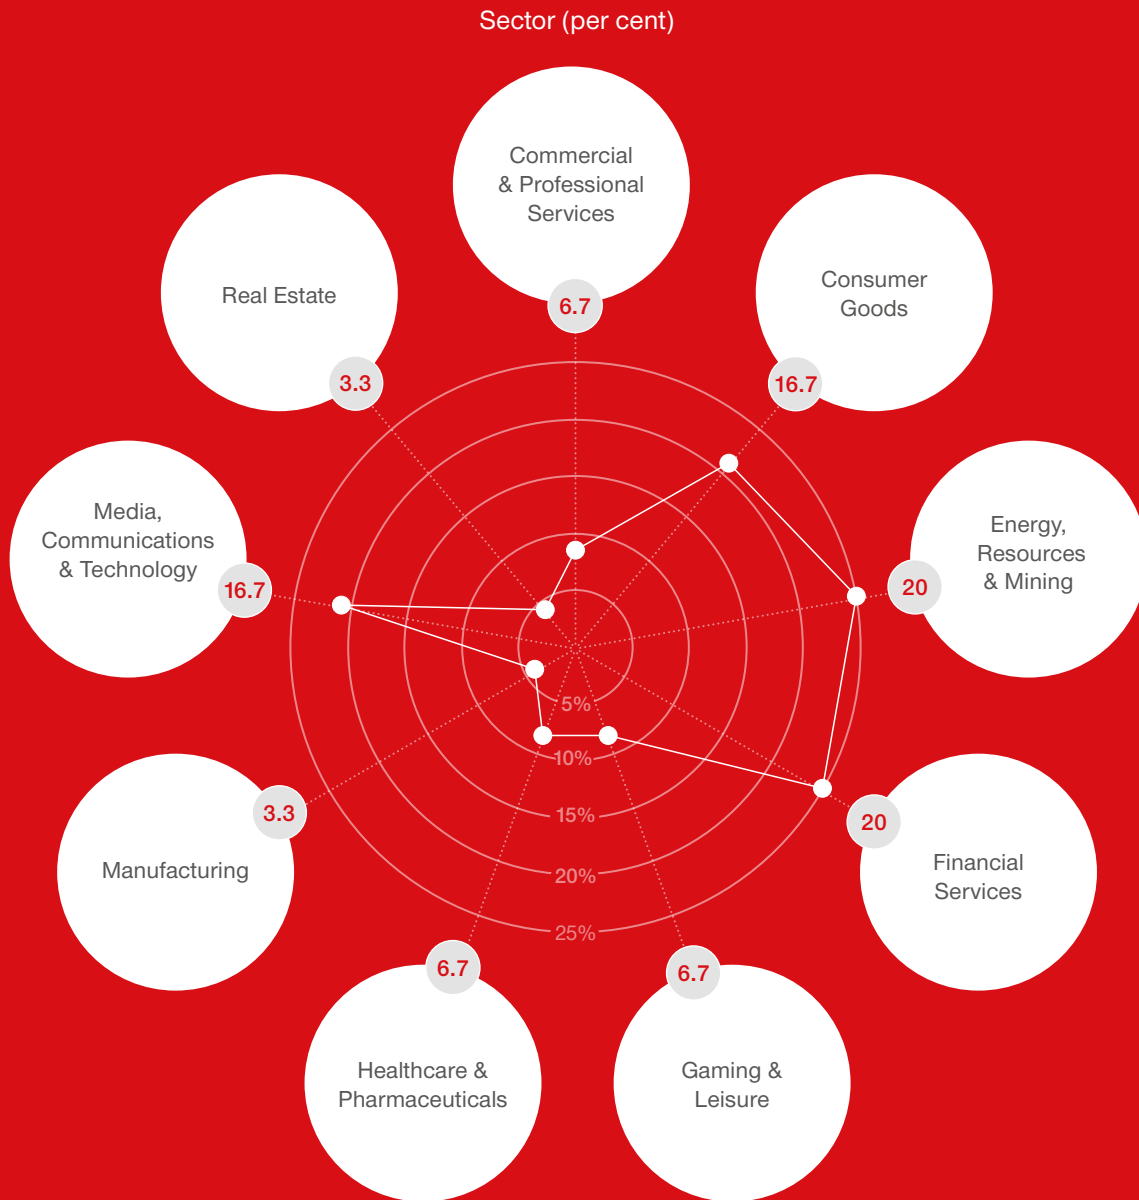 Sector (per cent)
Commercial
& Professional
Services
6.7
Consumer
Goods
16.7
Energy,
Resources
& Mining
20
Financial
Services
20
Gaming &
Leisure
6.7
Healthcare &
Pharmaceuticals
6.7
Manufacturing
3.3
Media,
Communications
& Technology
16.7
Real Estate
3.3
5%
10%
15%
20%
25%